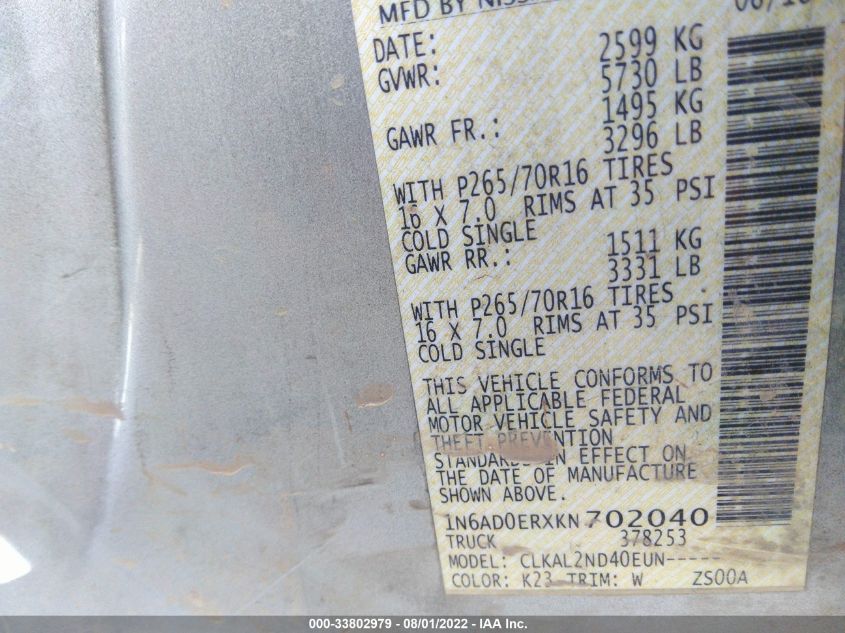 MFD BY
DATE:
GVWR: 2599 KG
5730 LB
GAWR FR.: 1495 KG
3296 LB
WITH P265/70R16 TIRES
16 X 7.0 RIMS AT 35 PSI
COLD SINGLE
GAWR RR.: 1511 KG
3331 LB
WITH P265/70R16 TIRES
16 X 7.0 RIMS AT 35 PSI
COLD SINGLE
THIS VEHICLE CONFORMS TO
ALL APPLICABLE FEDERAL
MOTOR VEHICLE SAFETY AND
THEFT PREVENTION
STANDARDS IN EFFECT ON
THE DATE OF MANUFACTURE
SHOWN ABOVE.
1N6AD0ERXKN702040
TRUCK 378253
MODEL: CLKAL2ND40EUN-----
COLOR: K23 TRIM: W ZS00A
000-33802979 - 08/01/2022 - IAA Inc.